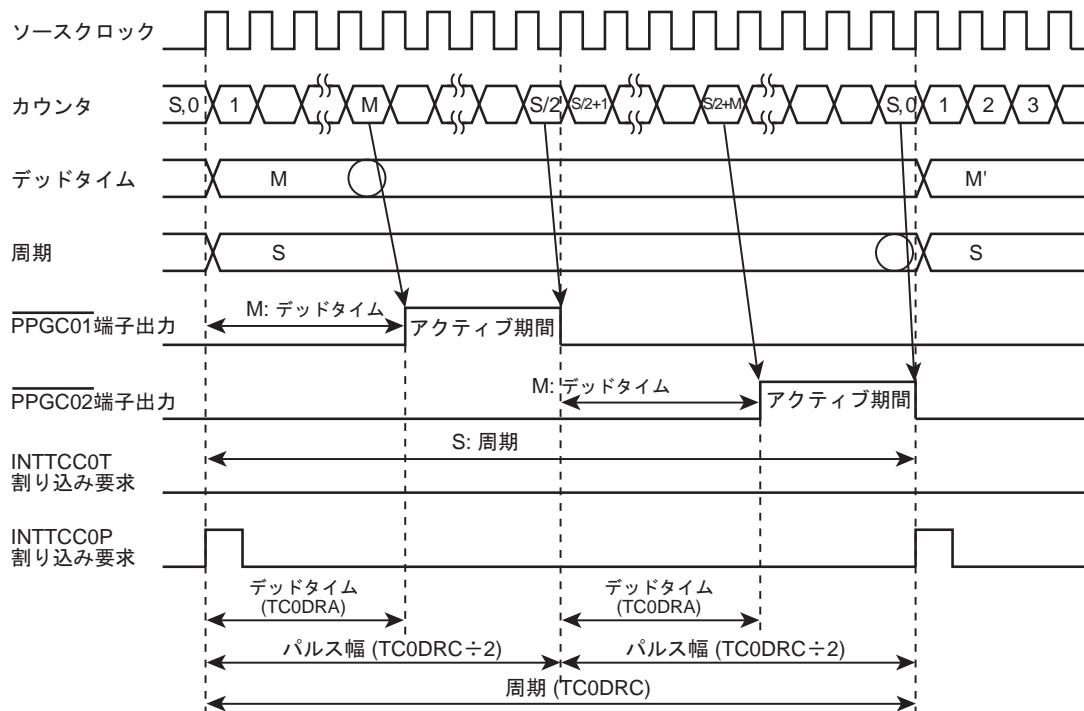 ソースクロック
カウンタ S,0 1 M S/2 S/2+1 S/2+M S,0 1 2 3
デッドタイム M M'
周期 S S
M: デッドタイム
PPGC01端子出力 アクティブ期間
M: デッドタイム
PPGC02端子出力 アクティブ期間
S: 周期
INTTCC0T
割り込み要求
INTTCC0P
割り込み要求
デッドタイム デッドタイム
(TC0DRA) (TC0DRA)
パルス幅 (TC0DRC÷2) パルス幅 (TC0DRC÷2)
周期 (TC0DRC)